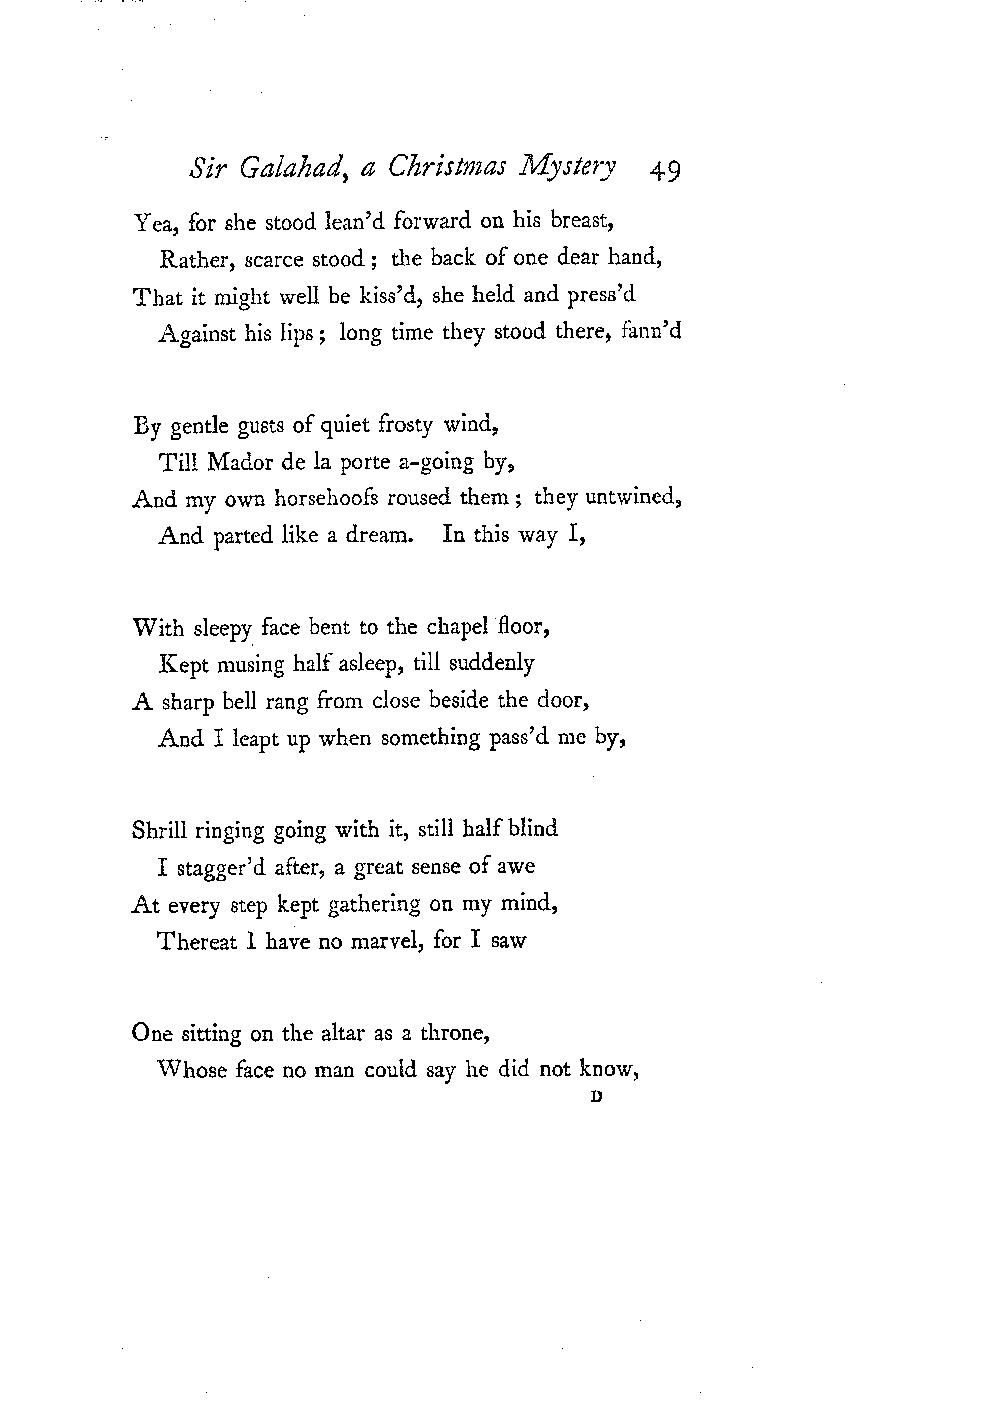 Sir Galahad, a Christmas Mystery 49
Yea, for she stood lean'd forward on his breast,
Rather, scarce stood; the back of one dear hand,
That it might well be kiss'd, she held and press'd
Against his lips; long time they stood there, fann'd
By gentle gusts of quiet frosty wind,
Till Mador de la porte a-going by,
And my own horsehoofs roused them; they untwined,
And parted like a dream. In this way I,
With sleepy face bent to the chapel floor,
Kept musing half asleep, till suddenly
A sharp bell rang from close beside the door,
And I leapt up when something pass'd me by,
Shrill ringing going with it, still half blind
I stagger'd after, a great sense of awe
At every step kept gathering on my mind,
Thereat I have no marvel, for I saw
One sitting on the altar as a throne,
Whose face no man could say he did not know,
D